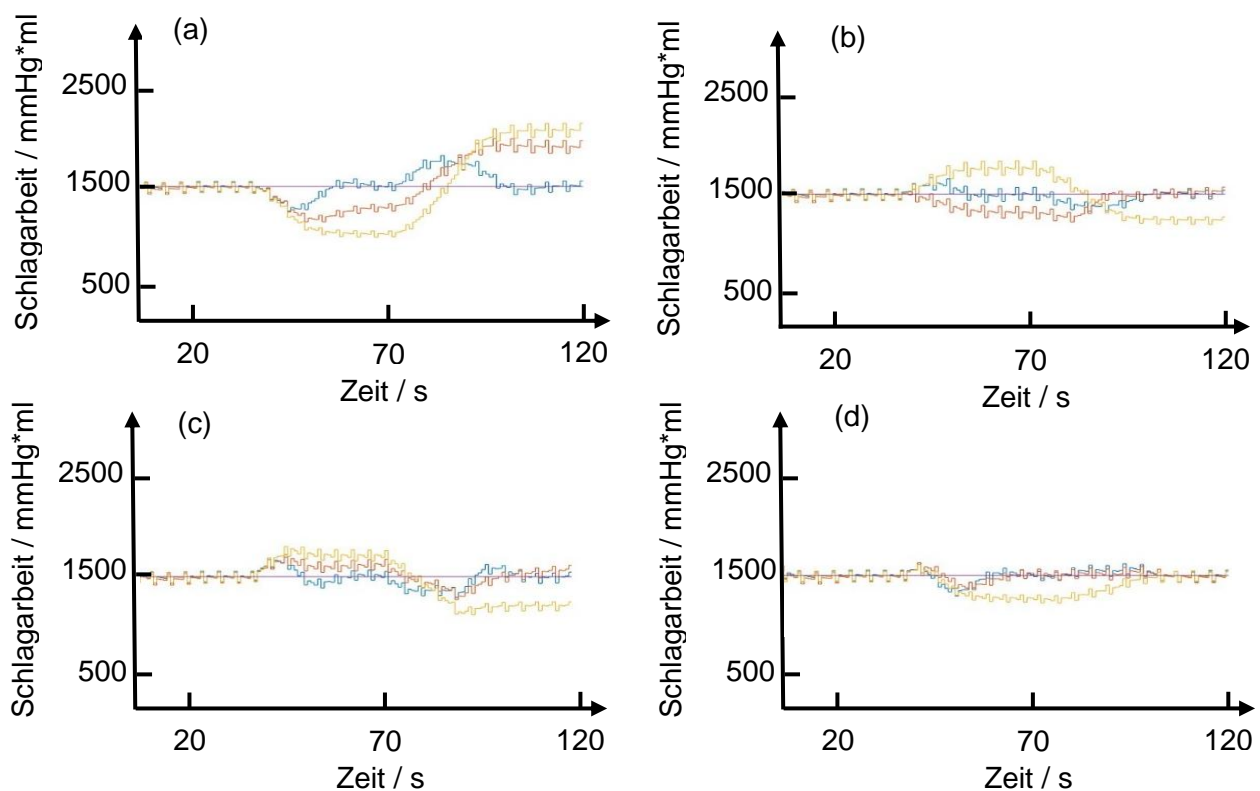 (a)
Schlagarbeit / mmHg*ml
2500
1500
500
20 70 120
Zeit / s
(b)
Schlagarbeit / mmHg*ml
2500
1500
500
20 70 120
Zeit / s
(c)
Schlagarbeit / mmHg*ml
2500
1500
500
20 70 120
Zeit / s
(d)
Schlagarbeit / mmHg*ml
2500
1500
500
20 70 120
Zeit / s